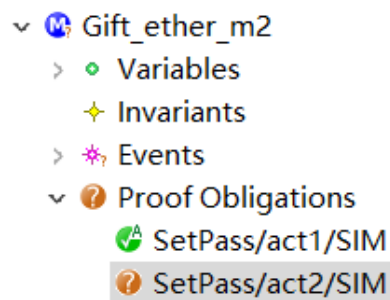 Gift_ether_m2
Variables
Invariants
Events
Proof Obligations
SetPass/act1/SIM
SetPass/act2/SIM